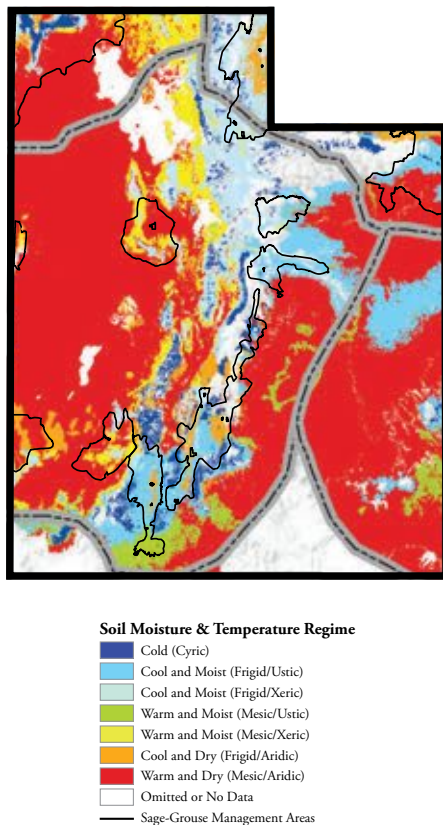 Soil Moisture & Temperature Regime
Cold (Cyric)
Cool and Moist (Frigid/Ustic)
Cool and Moist (Frigid/Xeric)
Warm and Moist (Mesic/Ustic)
Warm and Moist (Mesic/Xeric)
Cool and Dry (Frigid/Aridic)
Warm and Dry (Mesic/Aridic)
Omitted or No Data
Sage-Grouse Management Areas